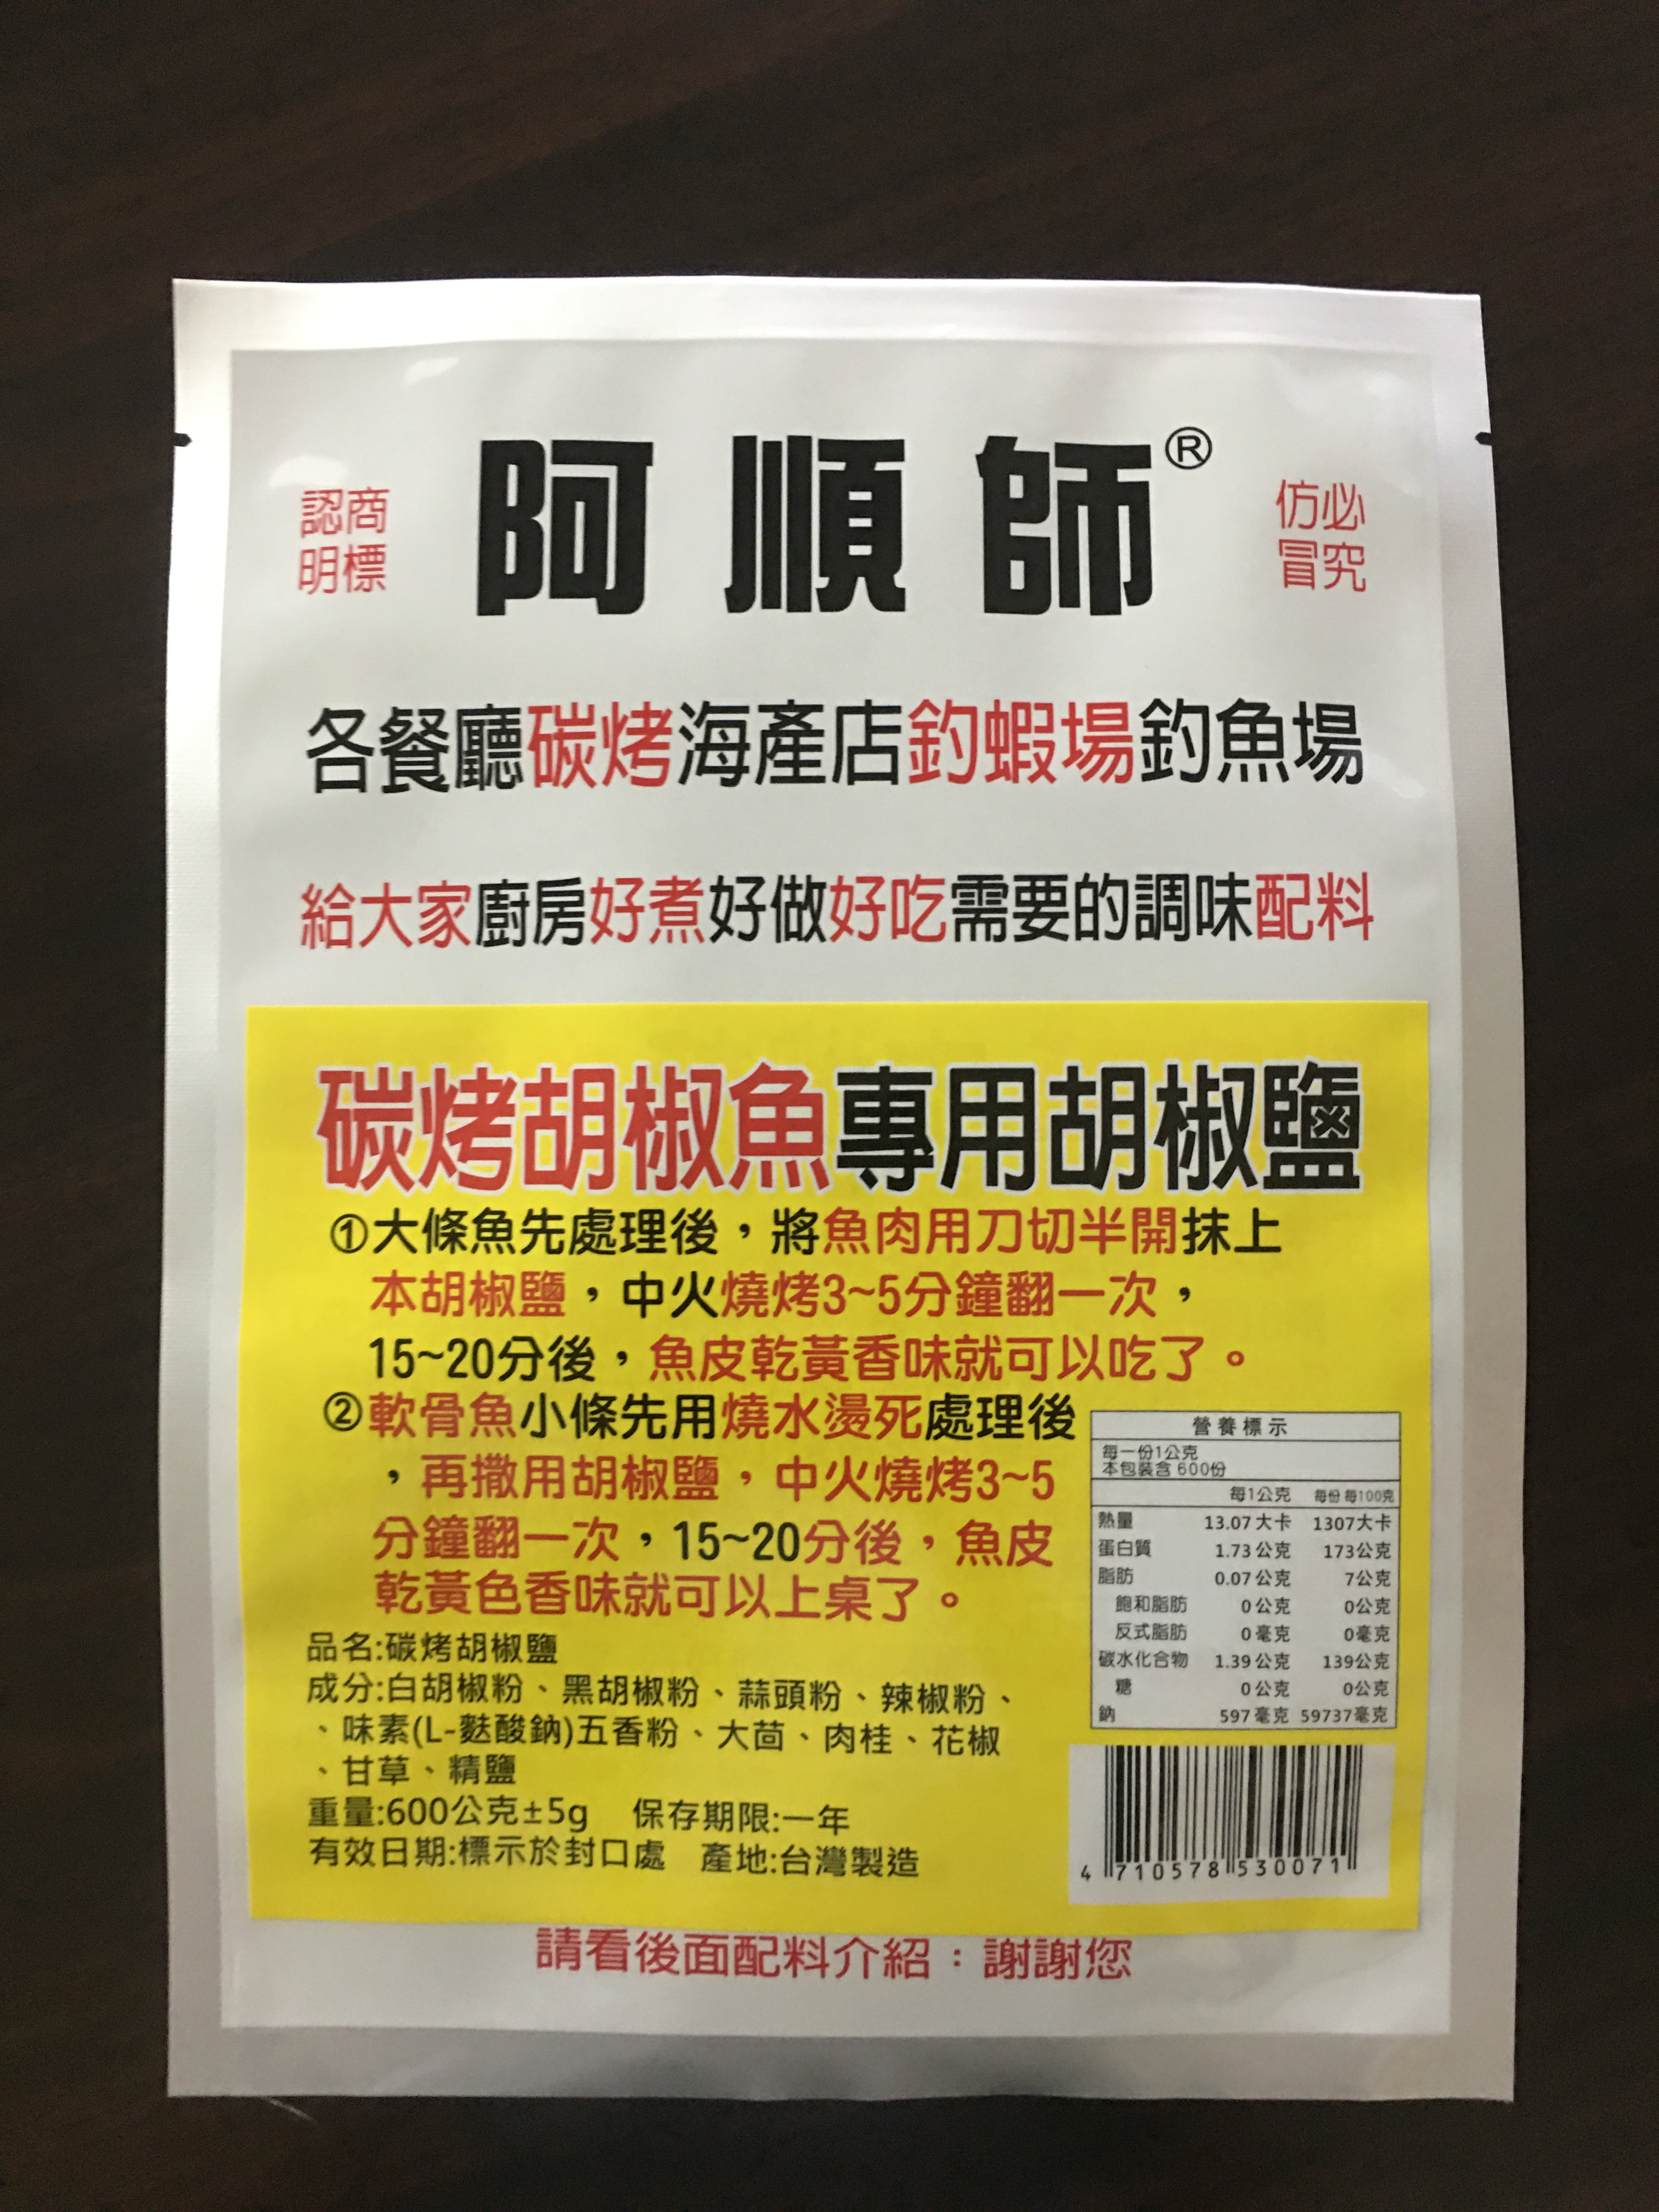 認商
明標
阿順師®
仿必
冒究
各餐廳碳烤海產店釣蝦場釣魚場
給大家廚房好煮好做好吃需要的調味配料
碳烤胡椒魚專用胡椒鹽
①大條魚先處理後，將魚肉用刀切半開抹上
本胡椒鹽，中火燒烤3~5分鐘翻一次，
15~20分後，魚皮乾黃香味就可以吃了。
②軟骨魚小條先用燒水燙死處理後
，再撒用胡椒鹽，中火燒烤3~5
分鐘翻一次，15~20分後，魚皮
乾黃色香味就可以上桌了。
品名:碳烤胡椒鹽
成分:白胡椒粉、黑胡椒粉、蒜頭粉、辣椒粉、
、味素(L-麩酸鈉)五香粉、大茴、肉桂、花椒
、甘草、精鹽
重量:600公克±5g 保存期限:一年
有效日期:標示於封口處 產地:台灣製造
營養標示
每一份1公克
本包裝含 600份
每1公克 每份 每100克
熱量 13.07 大卡 1307大卡
蛋白質 1.73 公克 173公克
脂肪 0.07 公克 7公克
飽和脂肪 0 公克 0公克
反式脂肪 0 毫克 0毫克
碳水化合物 1.39 公克 139公克
糖 0 公克 0公克
鈉 597 毫克 59737毫克
4 710578 530071
請看後面配料介紹：謝謝您